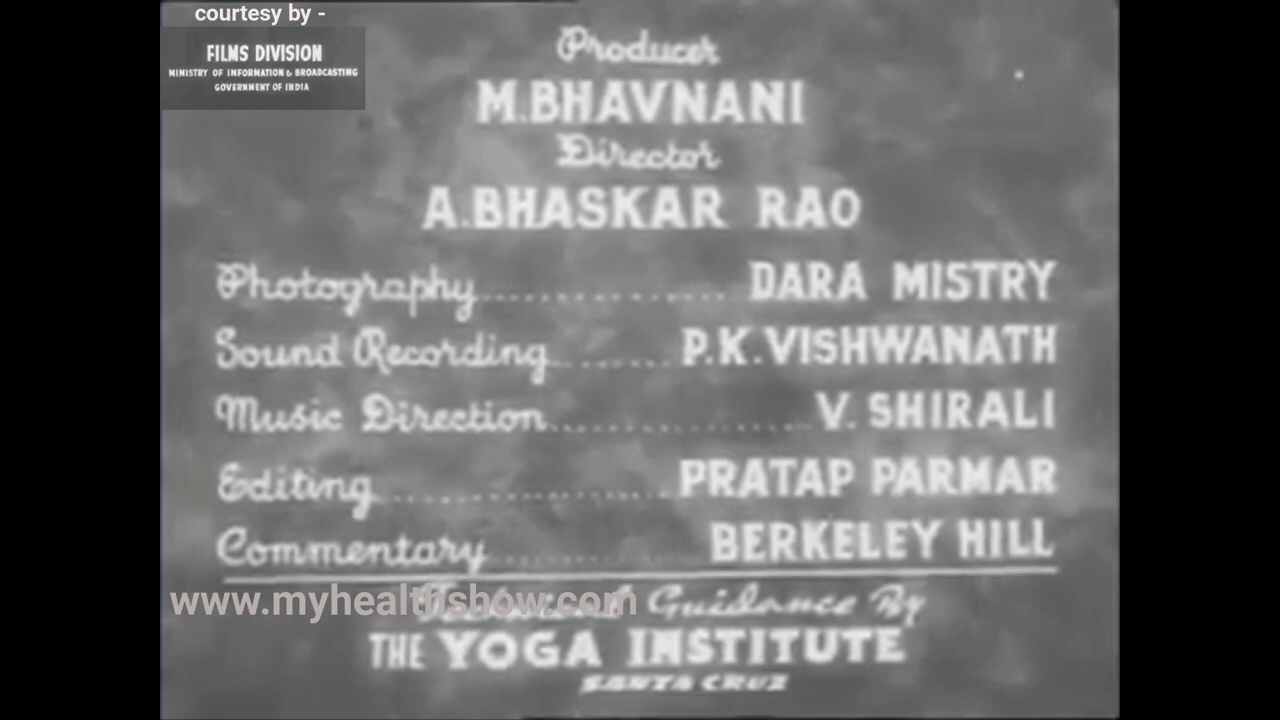 courtesy by -
FILMS DIVISION
MINISTRY OF INFORMATION & BROADCASTING
GOVERNMENT OF INDIA
Producer
M.BHAVNANI
Director
A.BHASKAR RAO
Photography.................DARA MISTRY
Sound Recording........P.K.VISHWANATH
Music Direction..................V. SHIRALI
Editing....................PRATAP PARMAR
Commentary...............BERKELEY HILL
www.myhealthshow.com
Technical Guidance By
THE YOGA INSTITUTE
SANTA CRUZ